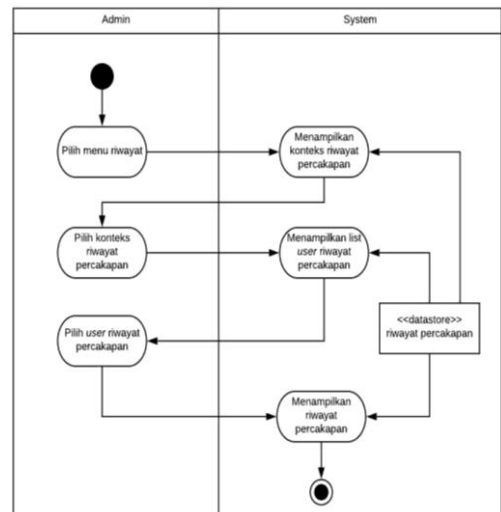 Admin
System
Pilih menu riwayat
Menampilkan
konteks riwayat
percakapan
Pilih konteks
riwayat
percakapan
Menampilkan list
user riwayat
percakapan
Pilih user riwayat
percakapan
<<datastore>>
riwayat percakapan
Menampilkan
riwayat
percakapan